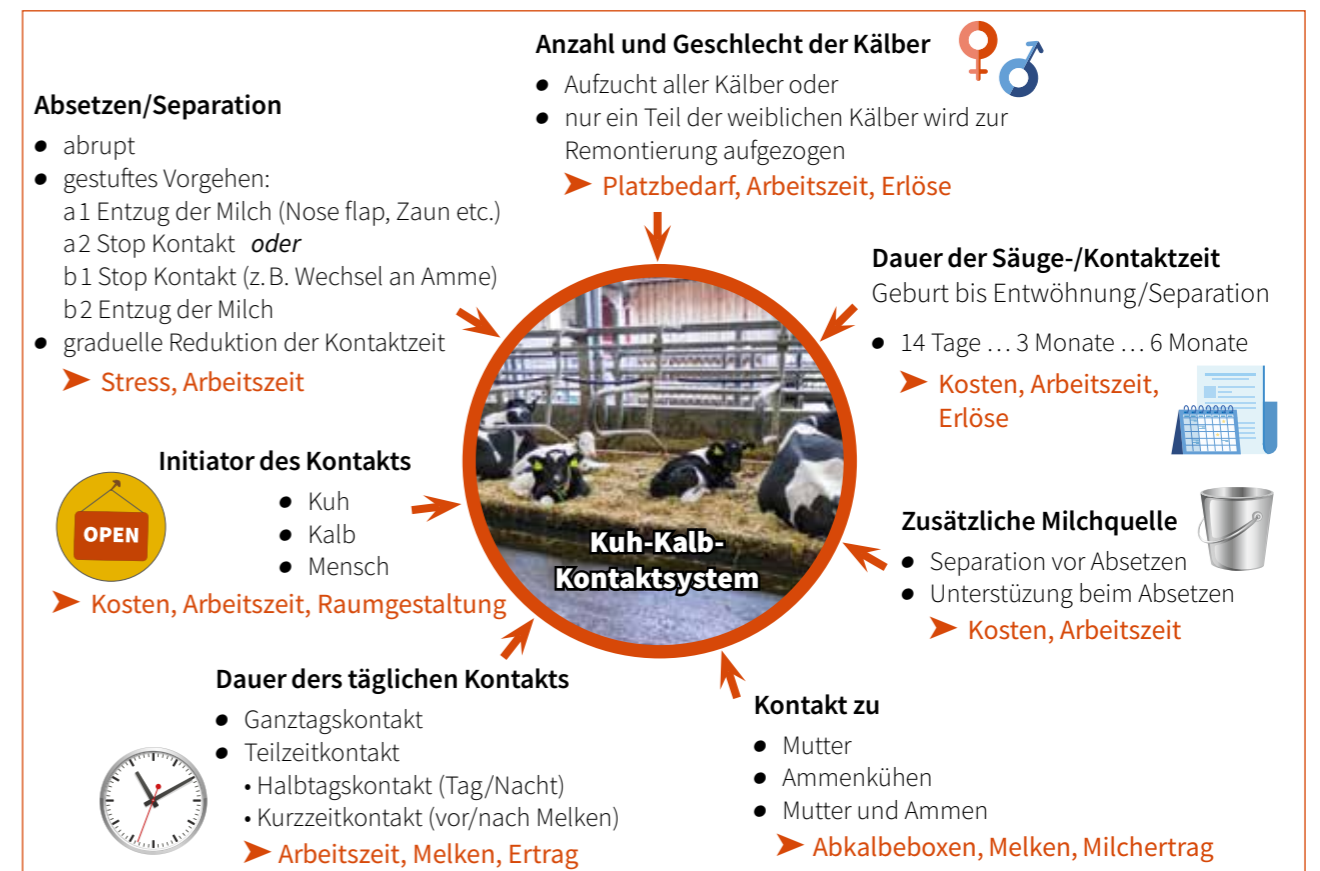 Anzahl und Geschlecht der Kälber
● Aufzucht aller Kälber oder
● nur ein Teil der weiblichen Kälber wird zur
Remontierung aufgezogen
➤ Platzbedarf, Arbeitszeit, Erlöse
Absetzen/Separation
● abrupt
● gestuftes Vorgehen:
a1 Entzug der Milch (Nose flap, Zaun etc.)
a2 Stop Kontakt oder
b1 Stop Kontakt (z. B. Wechsel an Amme)
b2 Entzug der Milch
● graduelle Reduktion der Kontaktzeit
➤ Stress, Arbeitszeit
Dauer der Säuge-/Kontaktzeit
Geburt bis Entwöhnung/Separation
● 14 Tage … 3 Monate … 6 Monate
➤ Kosten, Arbeitszeit,
Erlöse
Initiator des Kontakts
● Kuh
● Kalb
● Mensch
➤ Kosten, Arbeitszeit, Raumgestaltung
OPEN
Kuh-Kalb-
Kontaktsystem
Zusätzliche Milchquelle
● Separation vor Absetzen
● Unterstüzung beim Absetzen
➤ Kosten, Arbeitszeit
Dauer ders täglichen Kontakts
● Ganztagskontakt
● Teilzeitkontakt
• Halbtagskontakt (Tag/Nacht)
• Kurzzeitkontakt (vor/nach Melken)
➤ Arbeitszeit, Melken, Ertrag
Kontakt zu
● Mutter
● Ammenkühen
● Mutter und Ammen
➤ Abkalbeboxen, Melken, Milchertrag